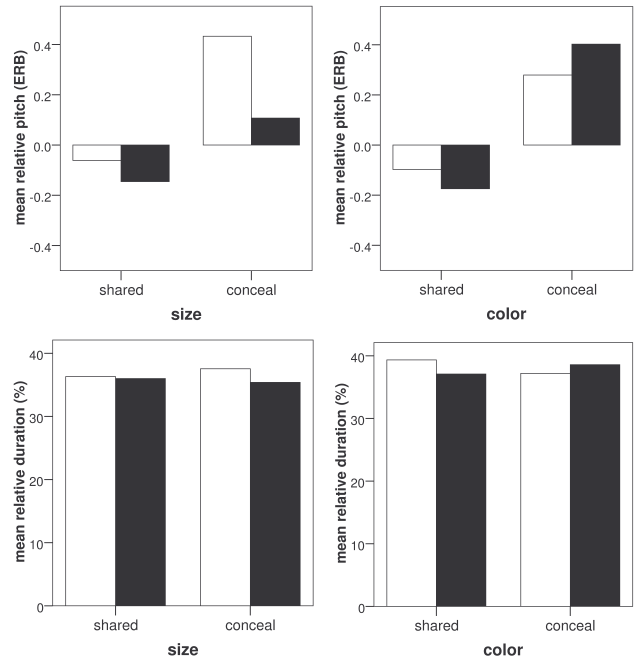 mean relative pitch (ERB)
0.4
0.2
0.0
-0.2
-0.4
shared conceal
size
mean relative pitch (ERB)
0.4
0.2
0.0
-0.2
-0.4
shared conceal
color
mean relative duration (%)
40
30
20
10
0
shared conceal
size
mean relative duration (%)
40
30
20
10
0
shared conceal
color